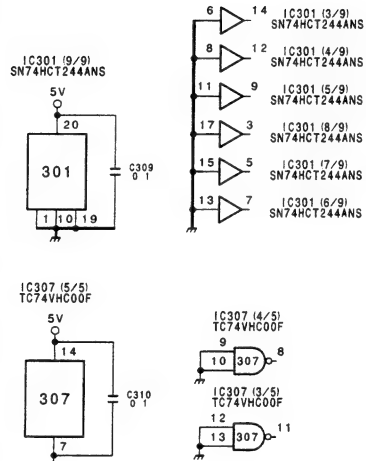 IC301 (9/9)
SN74HCT244ANS
5V
20
301
C309
0 1
1 10 19
6 14 IC301 (3/9)
SN74HCT244ANS
8 12 IC301 (4/9)
SN74HCT244ANS
11 9 IC301 (5/9)
SN74HCT244ANS
17 3 IC301 (8/9)
SN74HCT244ANS
15 5 IC301 (7/9)
SN74HCT244ANS
13 7 IC301 (6/9)
SN74HCT244ANS
IC307 (5/5)
TC74VHC00F
5V
14
307
C310
0 1
7
IC307 (4/5)
TC74VHC00F
9
10 307 8
IC307 (3/5)
TC74VHC00F
12
13 307 11